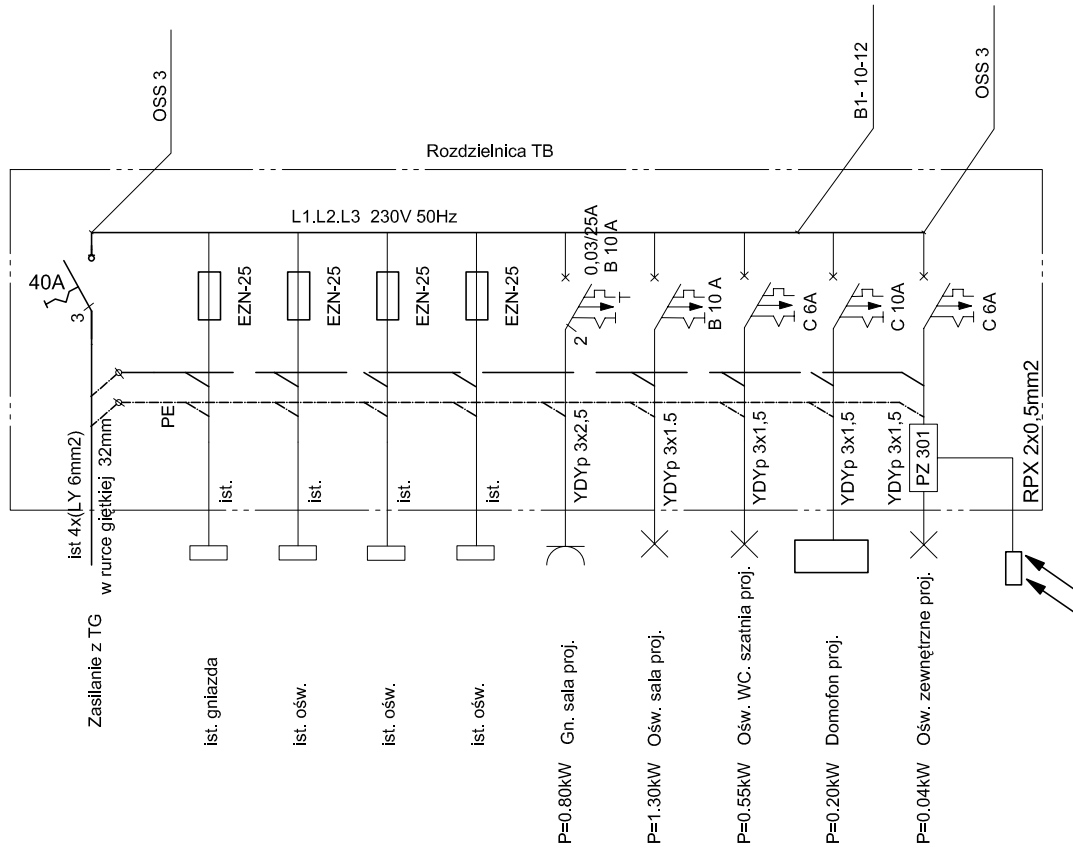 OSS 3
B1- 10-12
OSS 3
Rozdzielnica TB
L1.L2.L3 230V 50Hz
40A
3
EZN-25
EZN-25
EZN-25
EZN-25
0,03/25A
B 10 A
2
B 10 A
C 6A
C 10A
C 6A
PE
ist 4x(LY 6mm2)
w rurce giętkiej 32mm
ist.
ist.
ist.
ist.
YDYp 3x2,5
YDYp 3x1.5
YDYp 3x1,5
YDYp 3x1,5
YDYp 3x1,5
PZ 301
RPX 2x0,5mm2
Zasilanie z TG
ist. gniazda
ist. ośw.
ist. ośw.
ist. ośw.
P=0.80kW Gn. sala proj.
P=1.30kW Ośw. sala proj.
P=0.55kW Ośw. WC. szatnia proj.
P=0.20kW Domofon proj.
P=0.04kW Ośw. zewnętrzne proj.